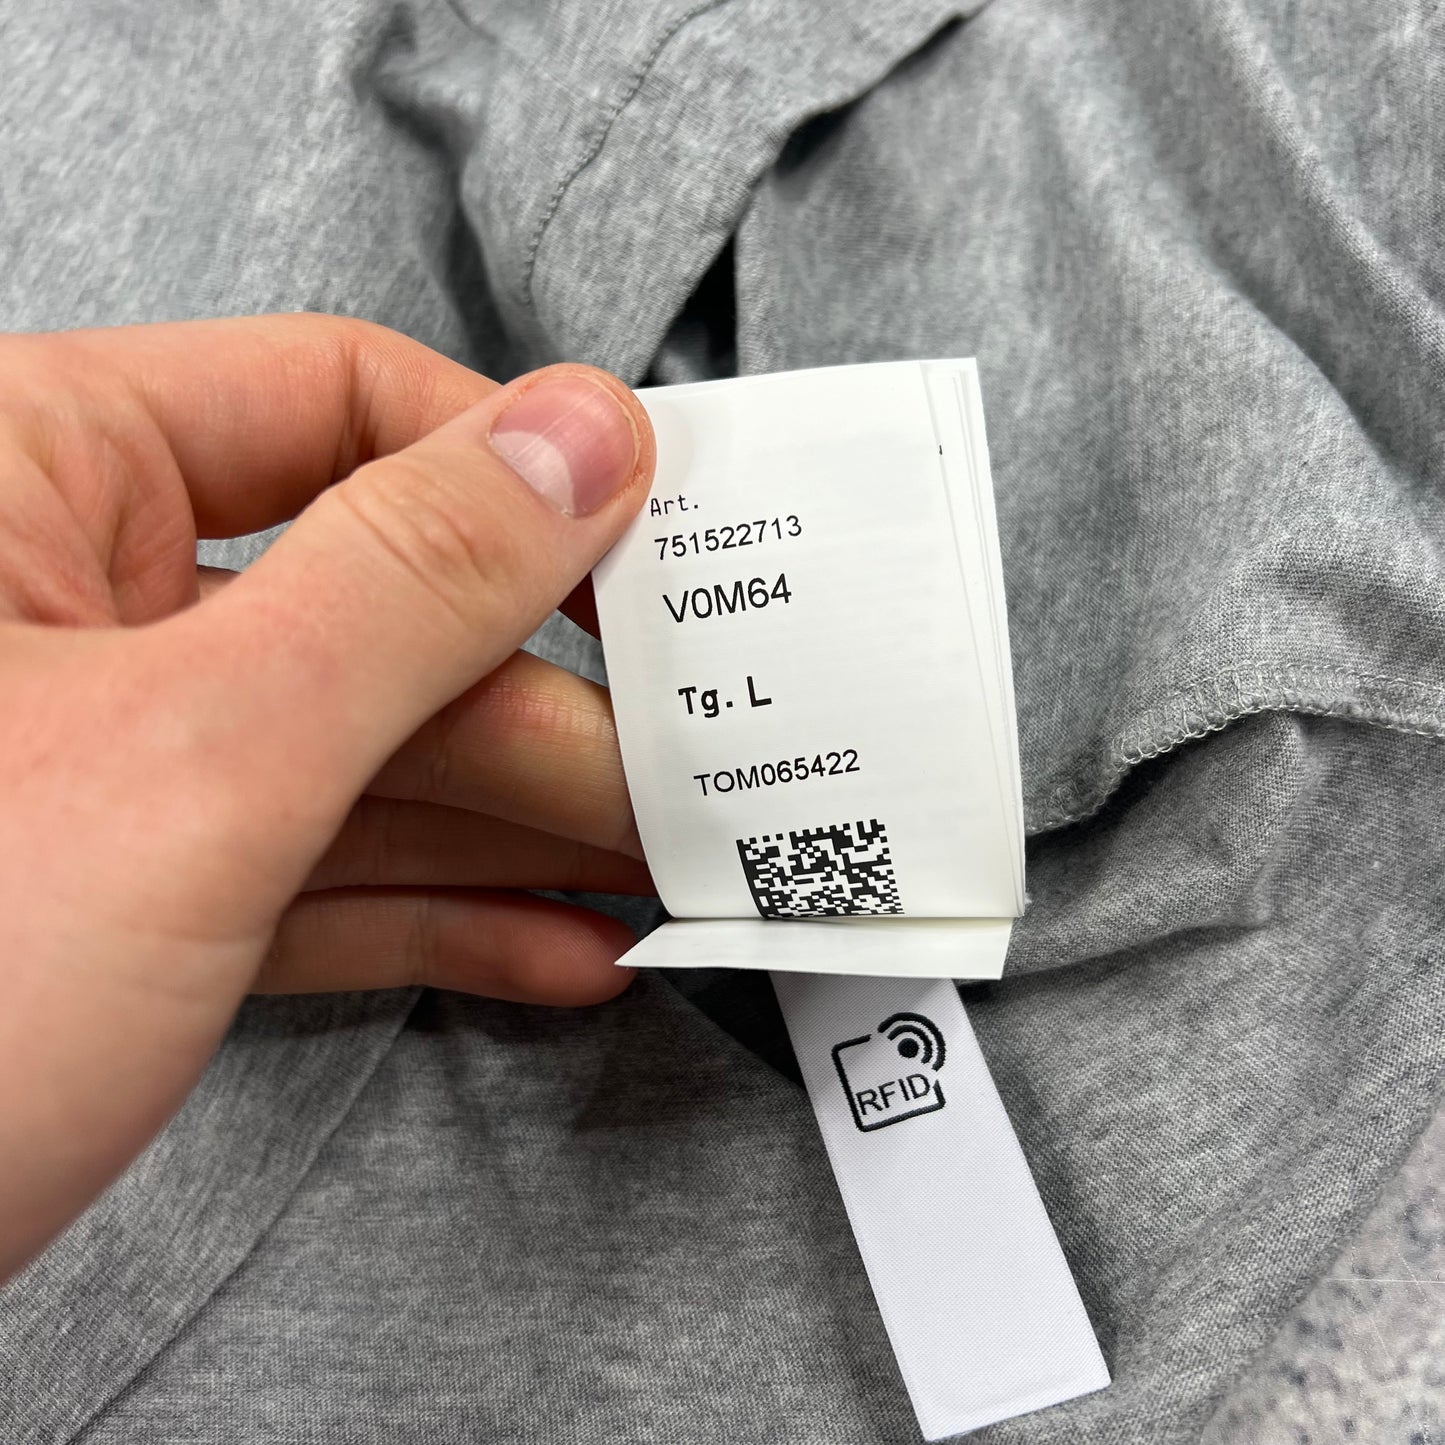 Art.
751522713
V0M64
Tg. L
TOM065422
RFID